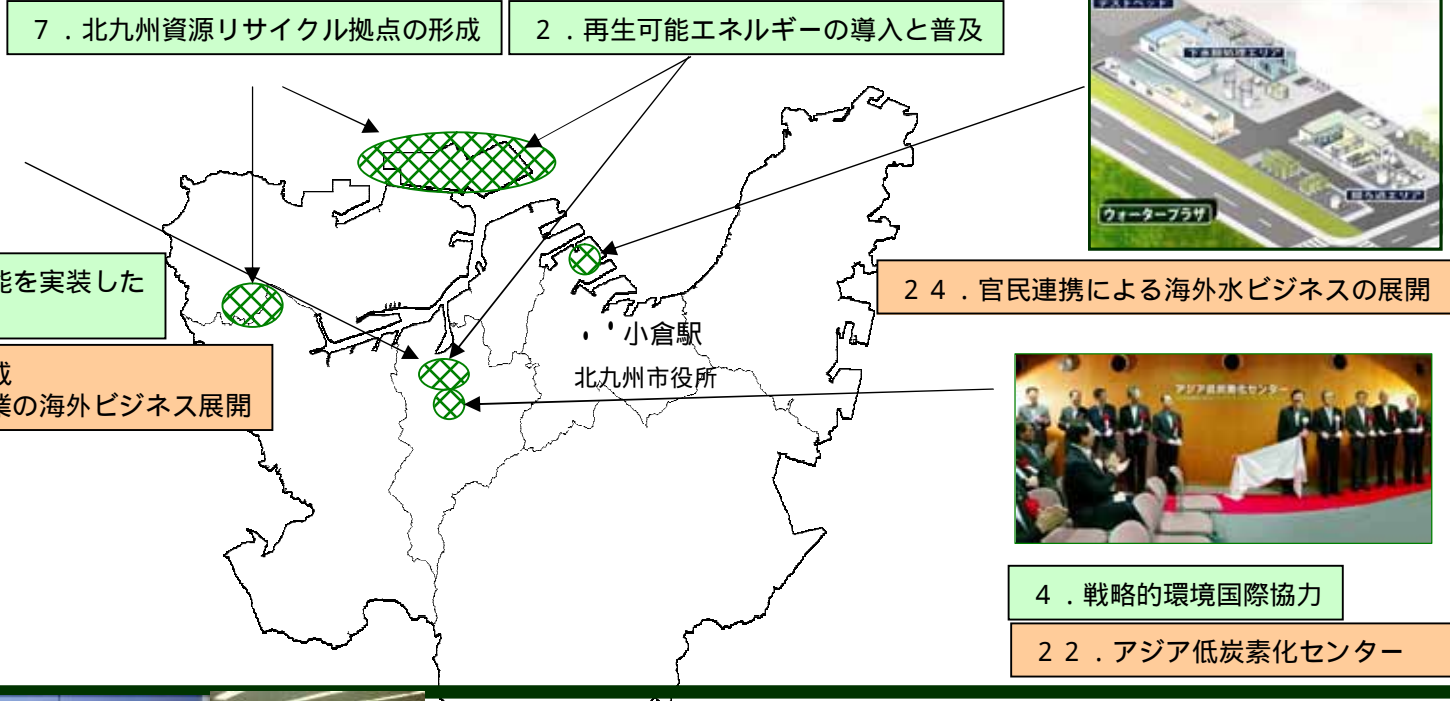 ７．北九州資源リサイクル拠点の形成
２．再生可能エネルギーの導入と普及
テストベッド
ウォータープラザ
能を実装した
２４．官民連携による海外水ビジネスの展開
成
業の海外ビジネス展開
小倉駅
北九州市役所
アジア低炭素化センター
４．戦略的環境国際協力
２２．アジア低炭素化センター